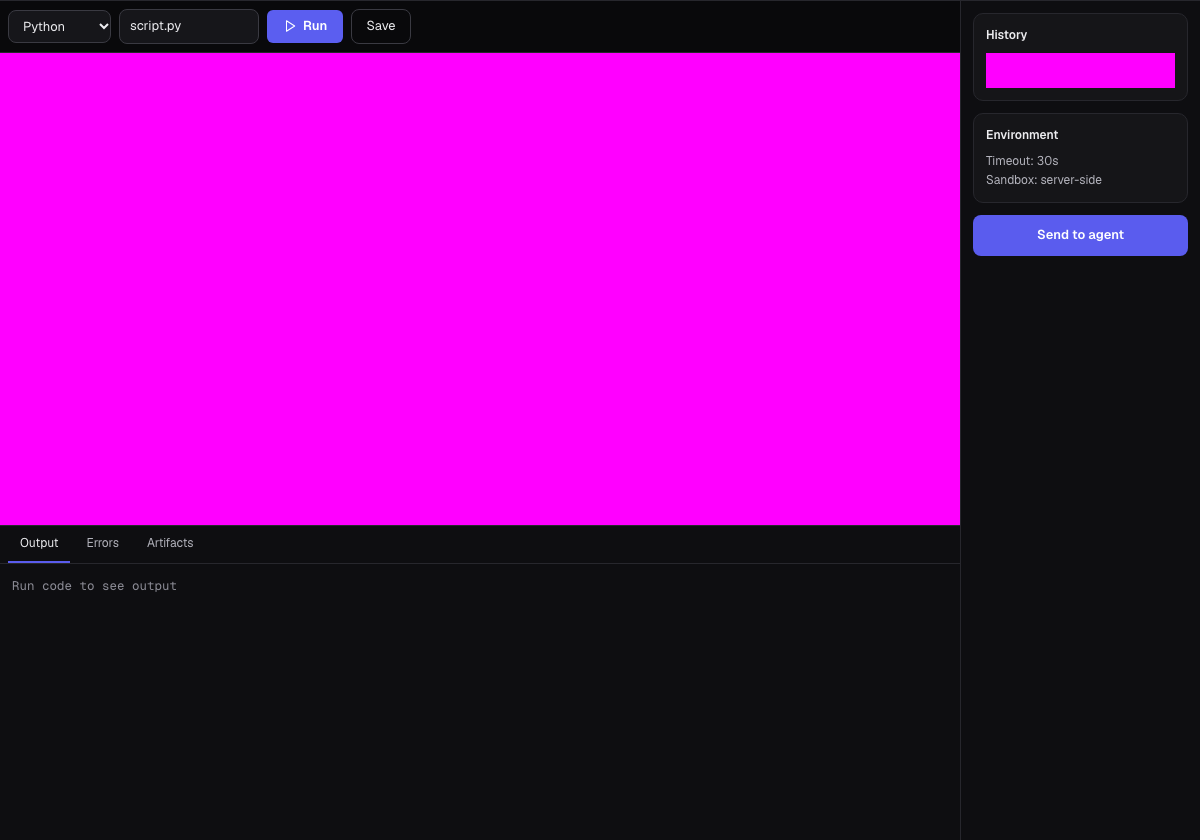 Python
script.py
Run
Save
History
Environment
Timeout: 30s
Sandbox: server-side
Send to agent
Output
Errors
Artifacts
Run code to see output